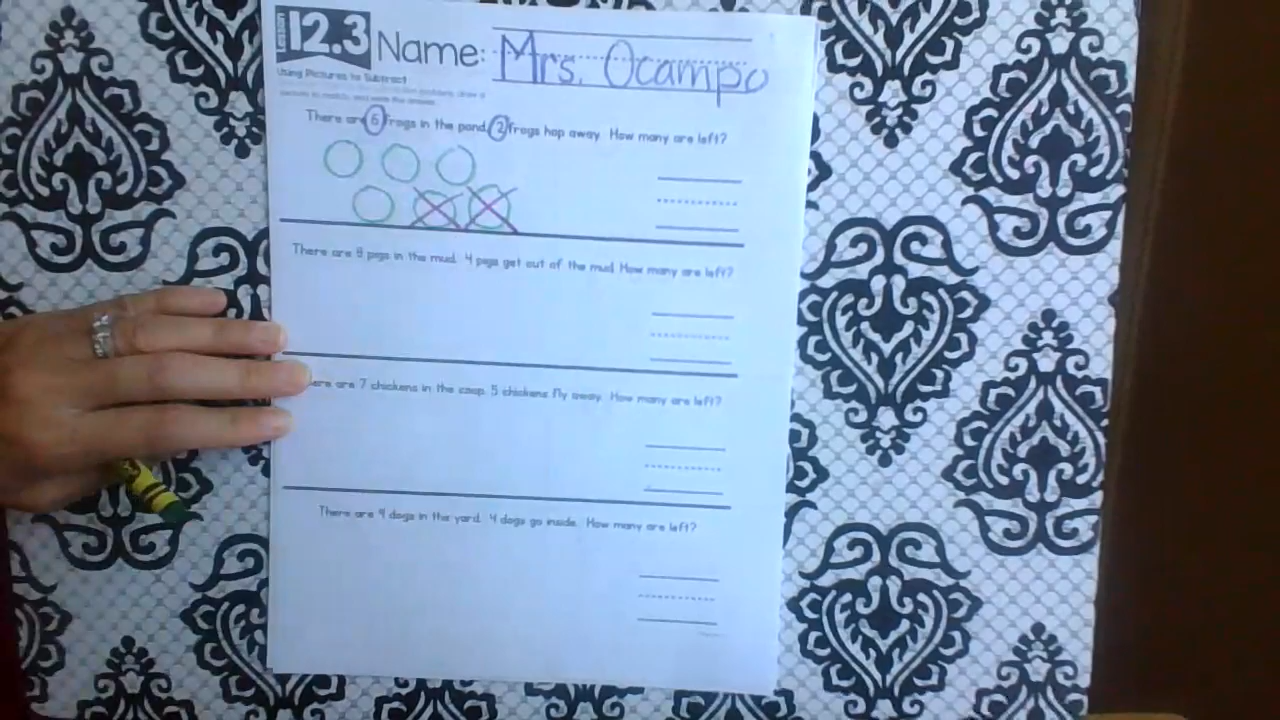 Lesson 12.3 Name: Mrs. Ocampo
Using Pictures to Subtract
There are 6 frogs in the pond. 2 frogs hop away. How many are left?
There are 8 pigs in the mud. 4 pigs get out of the mud. How many are left?
There are 7 chickens in the coop. 5 chickens fly away. How many are left?
There are 4 dogs in the yard. 4 dogs go inside. How many are left?